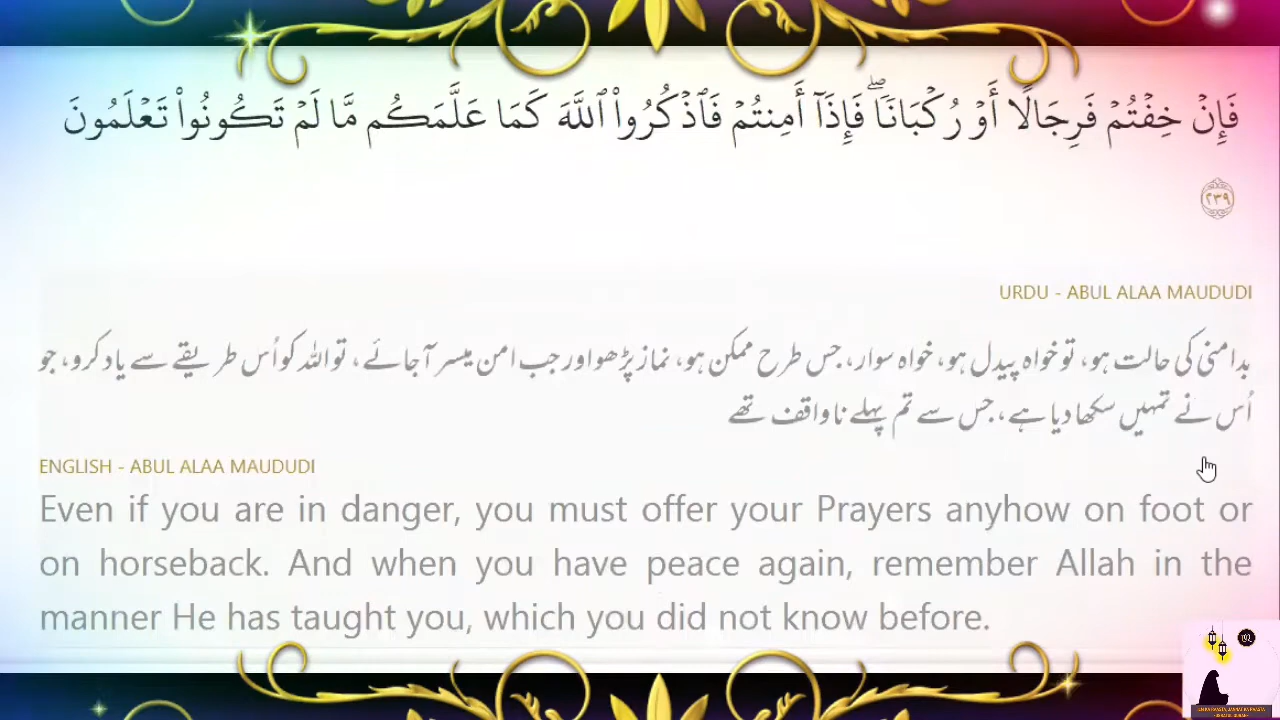 فَإِنۡ خِفۡتُمۡ فَرِجَالًا أَوۡ رُكۡبَانٗاۖ فَإِذَآ أَمِنتُمۡ فَٱذۡكُرُواْ ٱللَّهَ كَمَا عَلَّمَكُم مَّا لَمۡ تَكُونُواْ تَعۡلَمُونَ
٢٣٩
URDU - ABUL ALAA MAUDUDI
بدامنی کی حالت ہو، تو خواہ پیدل ہو، خواہ سوار، جس طرح ممکن ہو، نماز پڑھو اور جب امن میسر آجائے، تو اللہ کو اُس طریقے سے یاد کرو، جو
اُس نے تمہیں سکھا دیا ہے، جس سے تم پہلے نا واقف تھے
ENGLISH - ABUL ALAA MAUDUDI
Even if you are in danger, you must offer your Prayers anyhow on foot or
on horseback. And when you have peace again, remember Allah in the
manner He has taught you, which you did not know before.